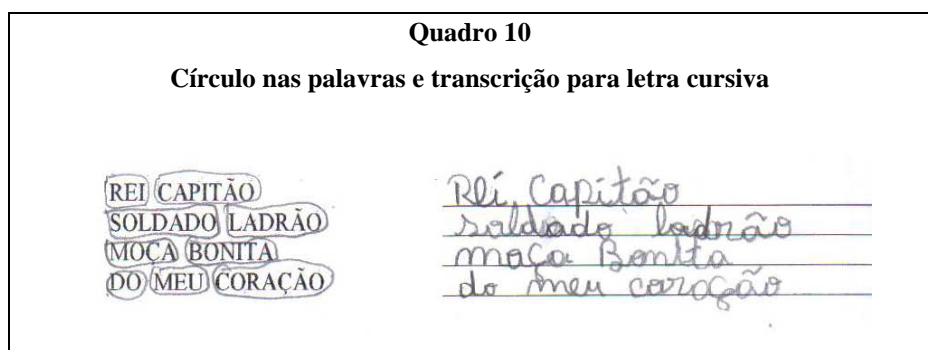 Quadro 10
Círculo nas palavras e transcrição para letra cursiva
REI CAPITÃO
SOLDADO LADRÃO
MOÇA BONITA
DO MEU CORAÇÃO
Rei, Capitão
soldado ladrão
moça Bonita
do meu coração